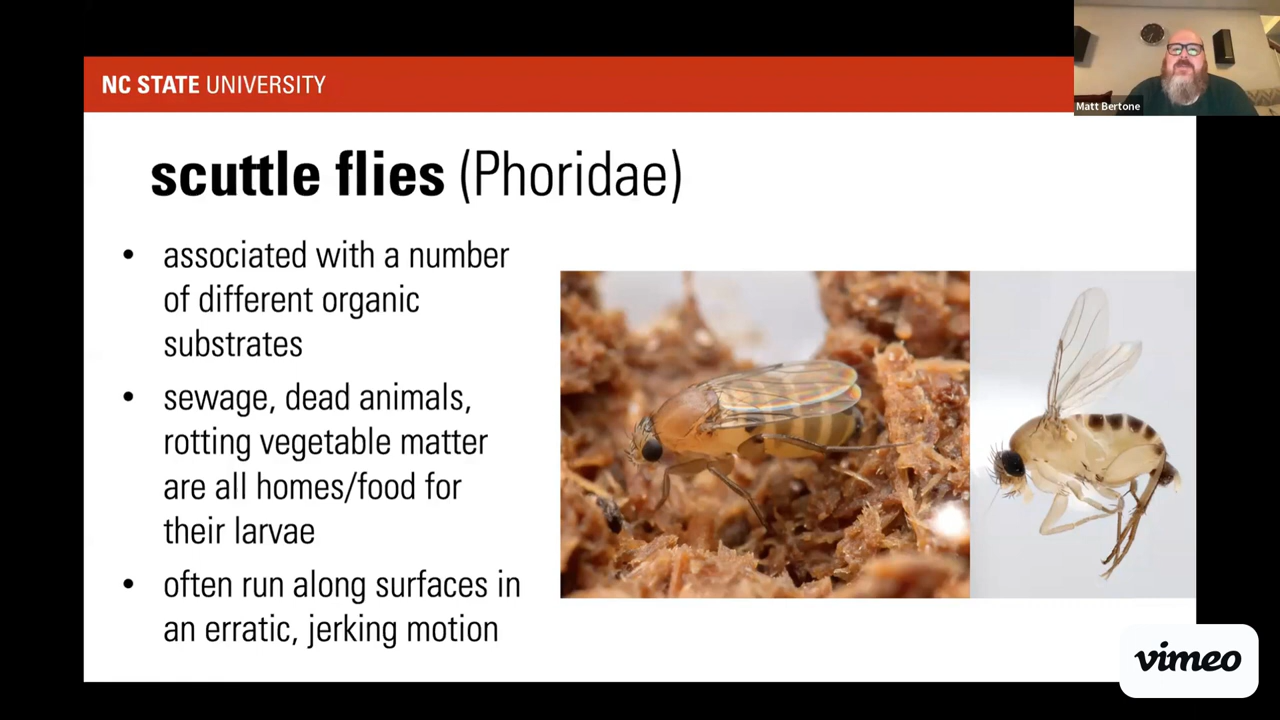 NC STATE UNIVERSITY
Matt Bertone
scuttle flies (Phoridae)
• associated with a number
of different organic
substrates
• sewage, dead animals,
rotting vegetable matter
are all homes/food for
their larvae
• often run along surfaces in
an erratic, jerking motion
vimeo